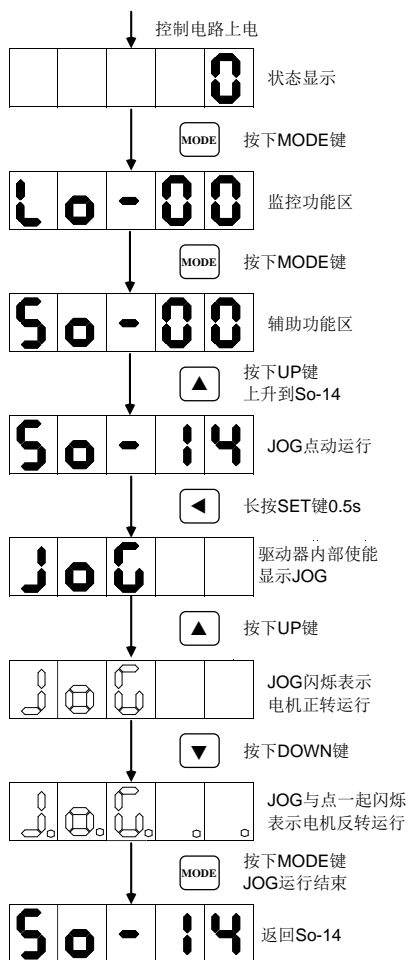 控制电路上电
0
状态显示
MODE
按下MODE键
Lo-00
监控功能区
MODE
按下MODE键
So-00
辅助功能区
▲
按下UP键
上升到So-14
So-14
JOG点动运行
◀
长按SET键0.5s
JoG
驱动器内部使能
显示JOG
▲
按下UP键
JoG
JOG闪烁表示
电机正转运行
▼
按下DOWN键
J.o.G. . .
JOG与点一起闪烁
表示电机反转运行
MODE
按下MODE键
JOG运行结束
So-14
返回So-14